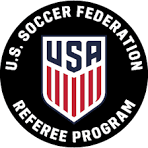 U.S. SOCCER FEDERATION
USA
REFEREE PROGRAM